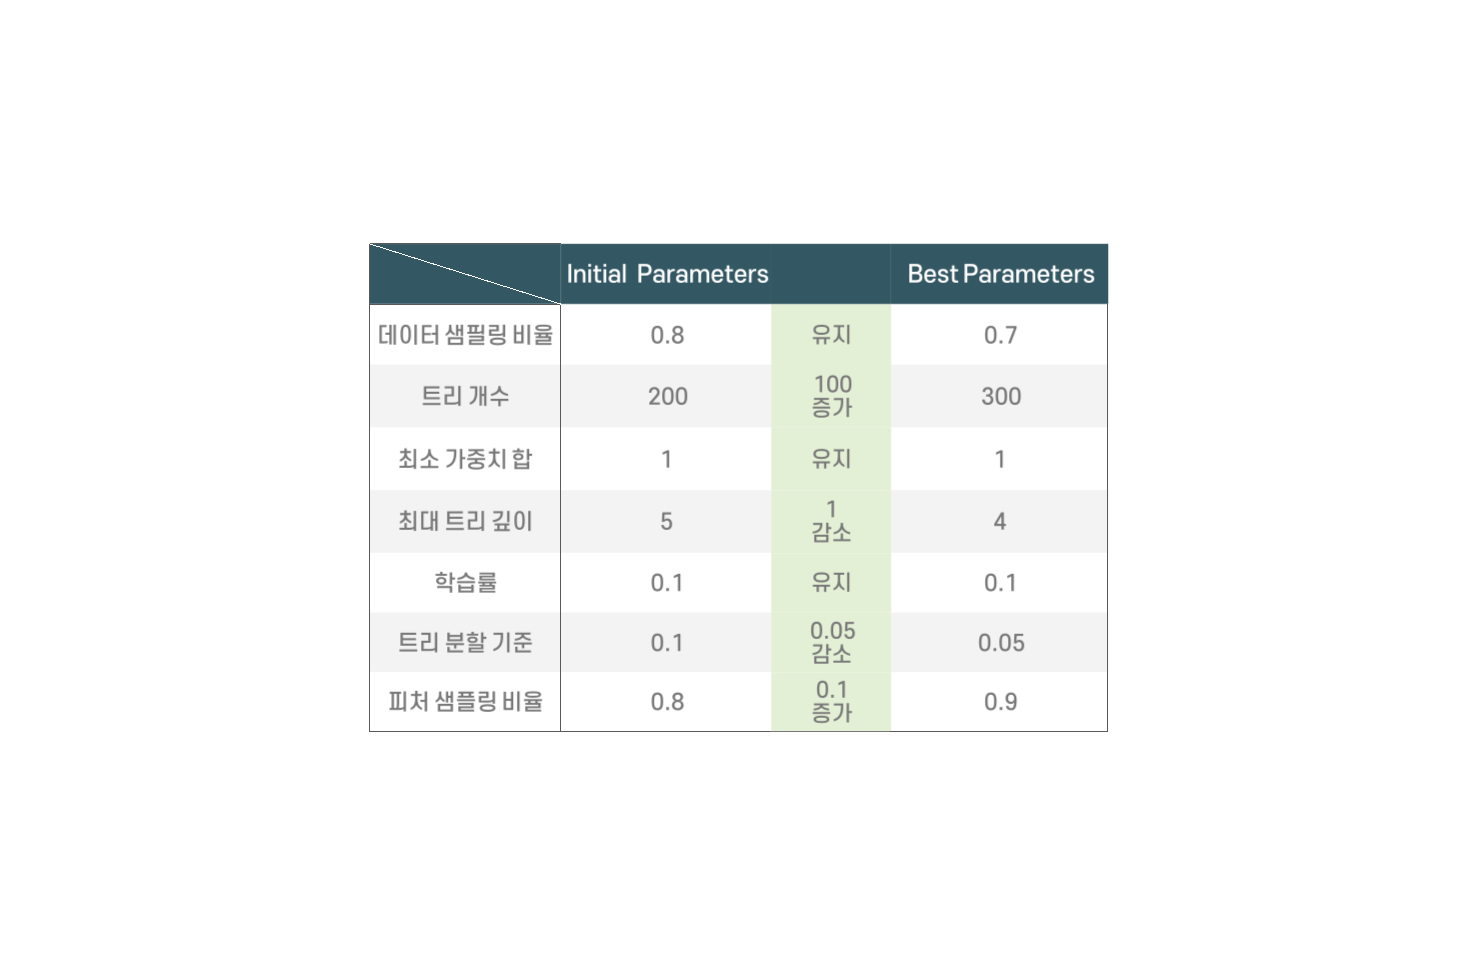 Initial Parameters Best Parameters
데이터 샘필링 비율 0.8 유지 0.7
트리 개수 200 100 증가 300
최소 가중치 합 1 유지 1
최대 트리 깊이 5 1 감소 4
학습률 0.1 유지 0.1
트리 분할 기준 0.1 0.05 감소 0.05
피처 샘플링 비율 0.8 0.1 증가 0.9